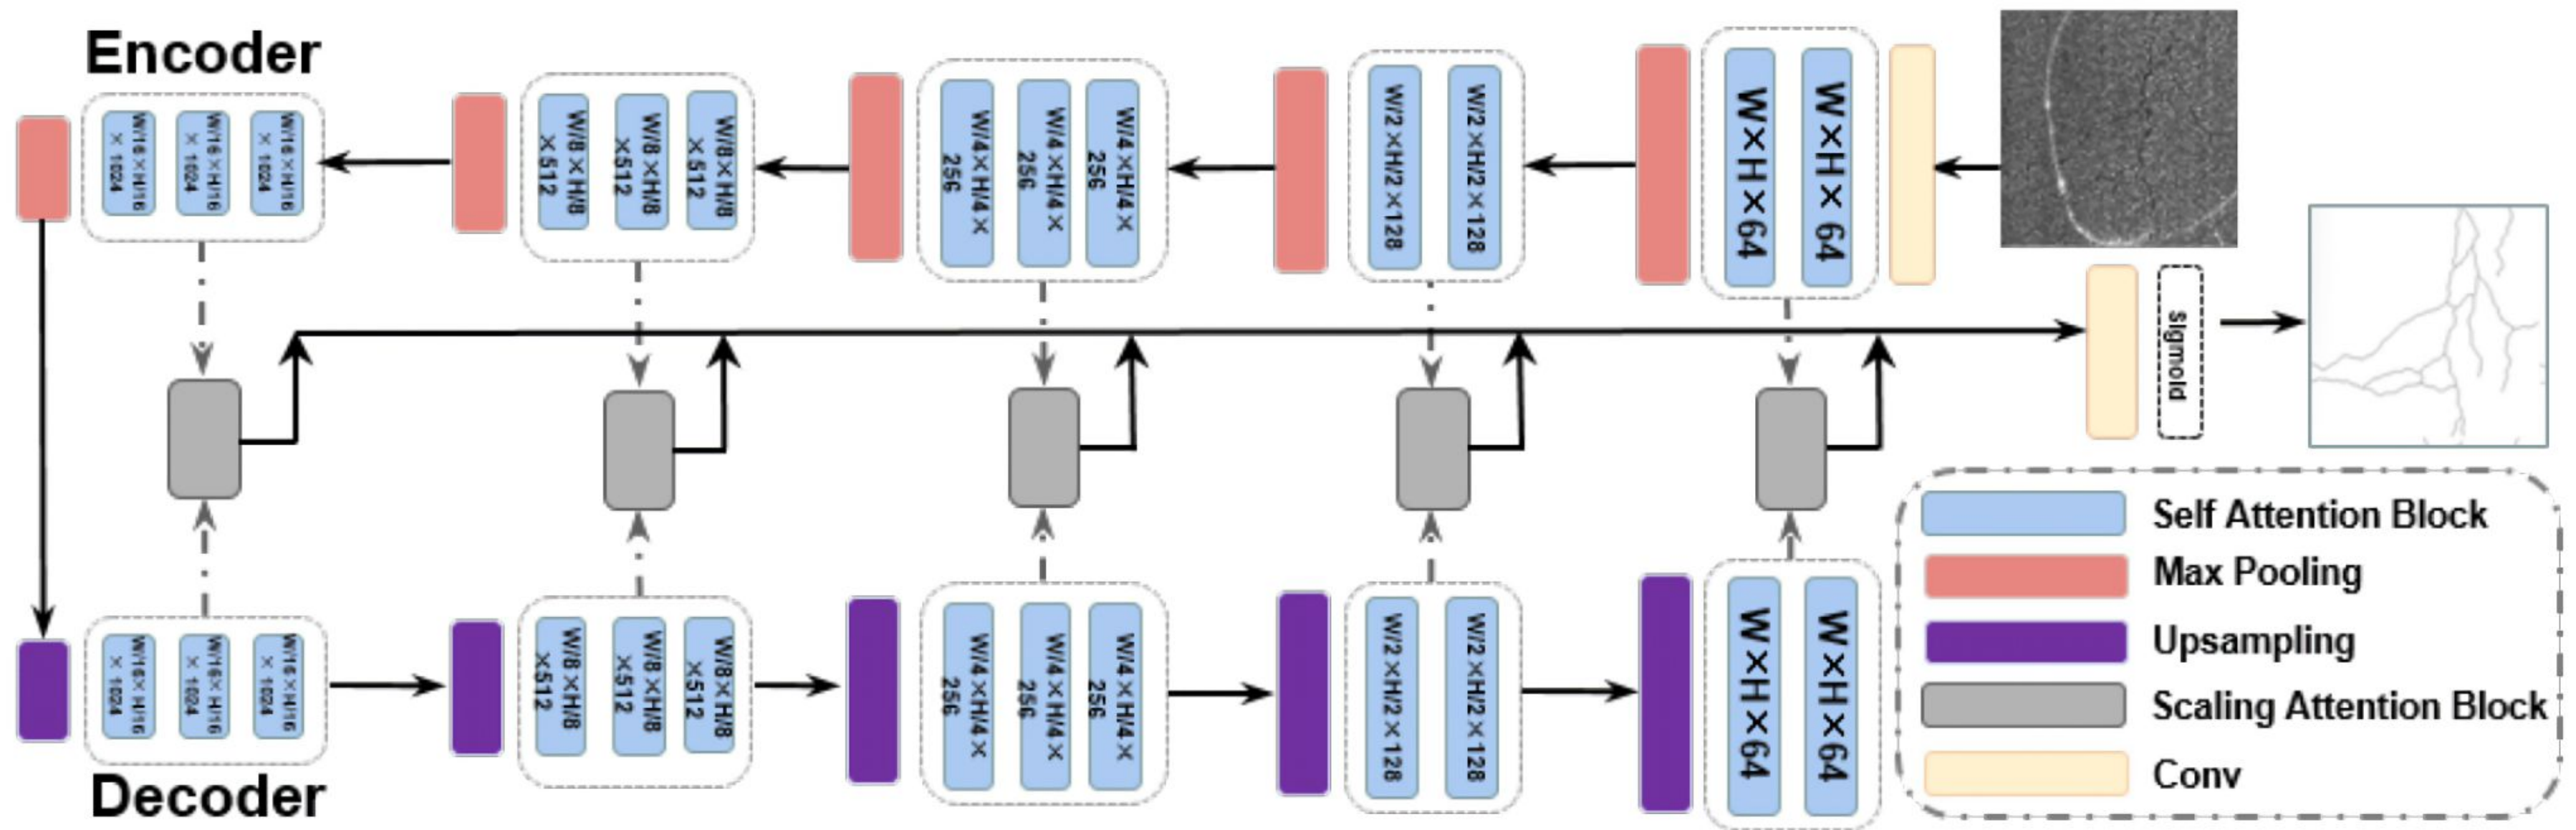 Encoder
W/16×H/16
× 1024
W/16×H/16
× 1024
W/16×H/16
× 1024
W/8×H/8
×512
W/8×H/8
×512
W/8×H/8
×512
W/4×H/4×
256
W/4×H/4×
256
W/4×H/4×
256
W/2×H/2×128
W/2×H/2×128
W×H×64
W×H× 64
sigmoid
Decoder
W/16×H/16
× 1024
W/16×H/16
× 1024
W/16×H/16
× 1024
W/8×H/8
×512
W/8×H/8
×512
W/8×H/8
×512
W/4×H/4×
256
W/4×H/4×
256
W/4×H/4×
256
W/2×H/2×128
W/2×H/2×128
W×H×64
W×H×64
Self Attention Block
Max Pooling
Upsampling
Scaling Attention Block
Conv